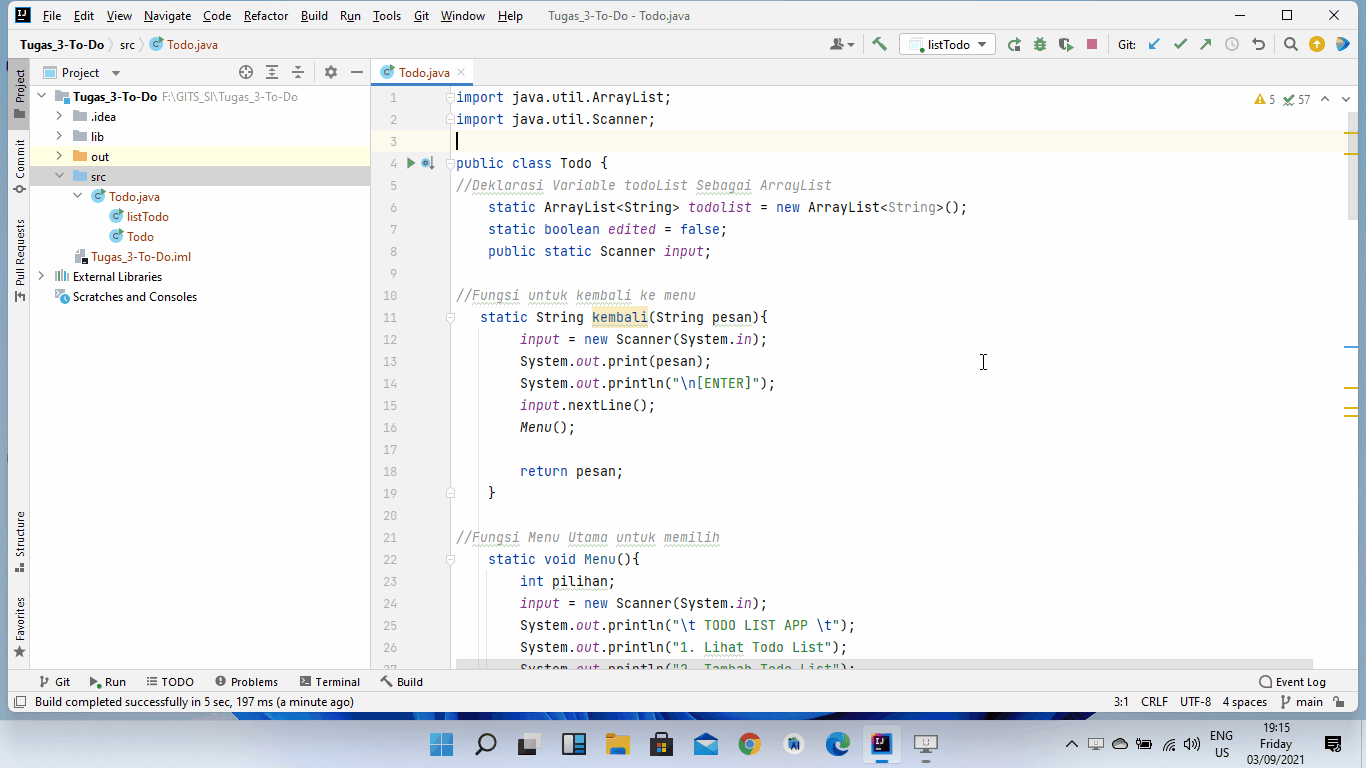 File Edit View Navigate Code Refactor Build Run Tools Git Window Help Tugas_3-To-Do - Todo.java
Tugas_3-To-Do src Todo.java listTodo Git:
Project
Todo.java
Project
Commit
Pull Requests
Structure
Favorites
Tugas_3-To-Do F:\GITS_SI\Tugas_3-To-Do
.idea
lib
out
src
Todo.java
listTodo
Todo
Tugas_3-To-Do.iml
External Libraries
Scratches and Consoles
5 57
1 import java.util.ArrayList;
2 import java.util.Scanner;
3
4 public class Todo {
5 //Deklarasi Variable todoList Sebagai ArrayList
6 static ArrayList<String> todolist = new ArrayList<String>();
7 static boolean edited = false;
8 public static Scanner input;
9
10 //Fungsi untuk kembali ke menu
11 static String kembali(String pesan){
12 input = new Scanner(System.in);
13 System.out.print(pesan);
14 System.out.println("\n[ENTER]");
15 input.nextLine();
16 Menu();
17
18 return pesan;
19 }
20
21 //Fungsi Menu Utama untuk memilih
22 static void Menu(){
23 int pilihan;
24 input = new Scanner(System.in);
25 System.out.println("\t TODO LIST APP \t");
26 System.out.println("1. Lihat Todo List");
27 System.out.println("2. Tambah Todo List");
Git Run TODO Problems Terminal Build Event Log
Build completed successfully in 5 sec, 197 ms (a minute ago) 3:1 CRLF UTF-8 4 spaces main
ENG
US
19:15
Friday
03/09/2021